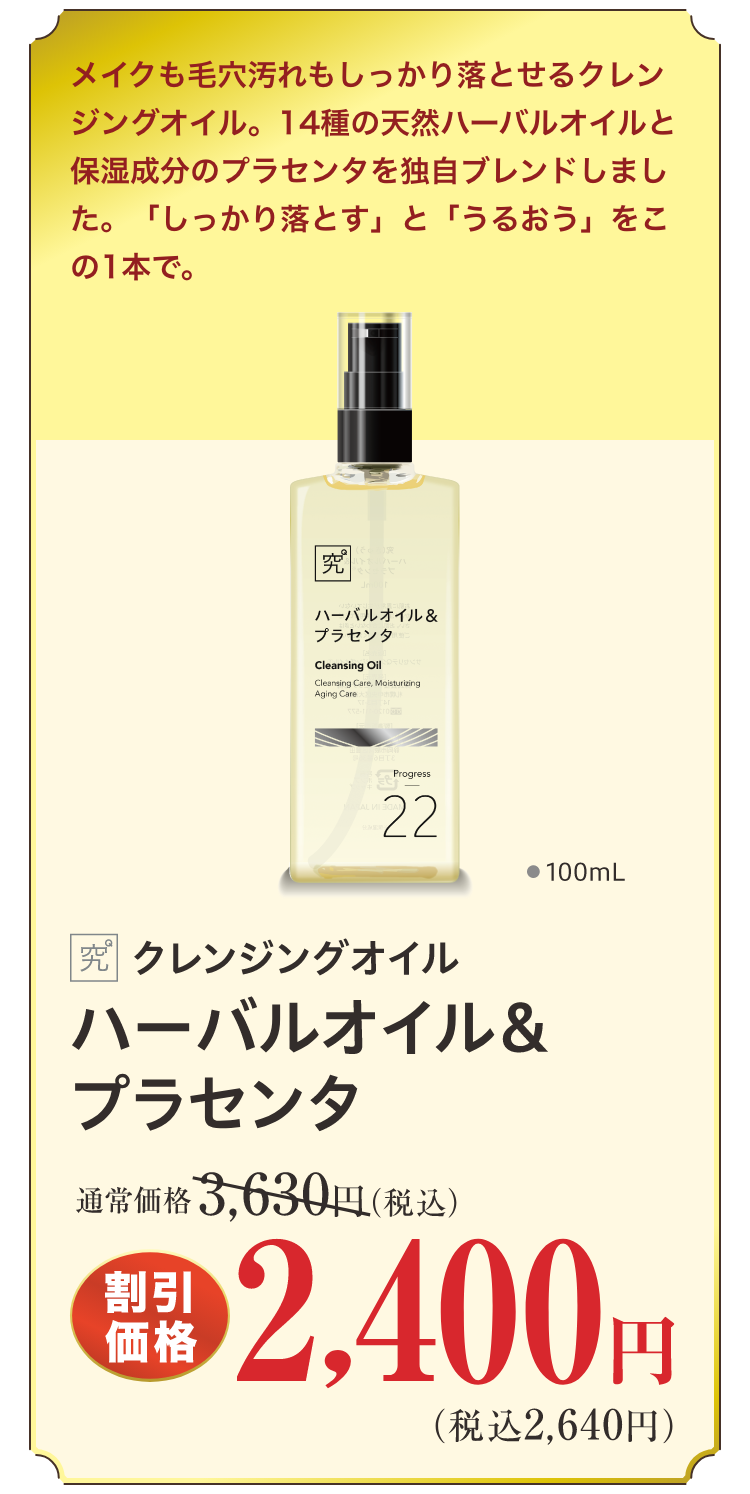 メイクも毛穴汚れもしっかり落とせるクレン
ジングオイル。14種の天然ハーバルオイルと
保湿成分のプラセンタを独自ブレンドしまし
た。「しっかり落とす」と「うるおう」をこ
の1本で。
究Q
ハーバルオイル&
プラセンタ
Cleansing Oil
Cleansing Care, Moisturizing
Aging Care
Progress
22
●100mL
究Q クレンジングオイル
ハーバルオイル&
プラセンタ
通常価格3,630円(税込)
割引
価格
2,400円
(税込2,640円)